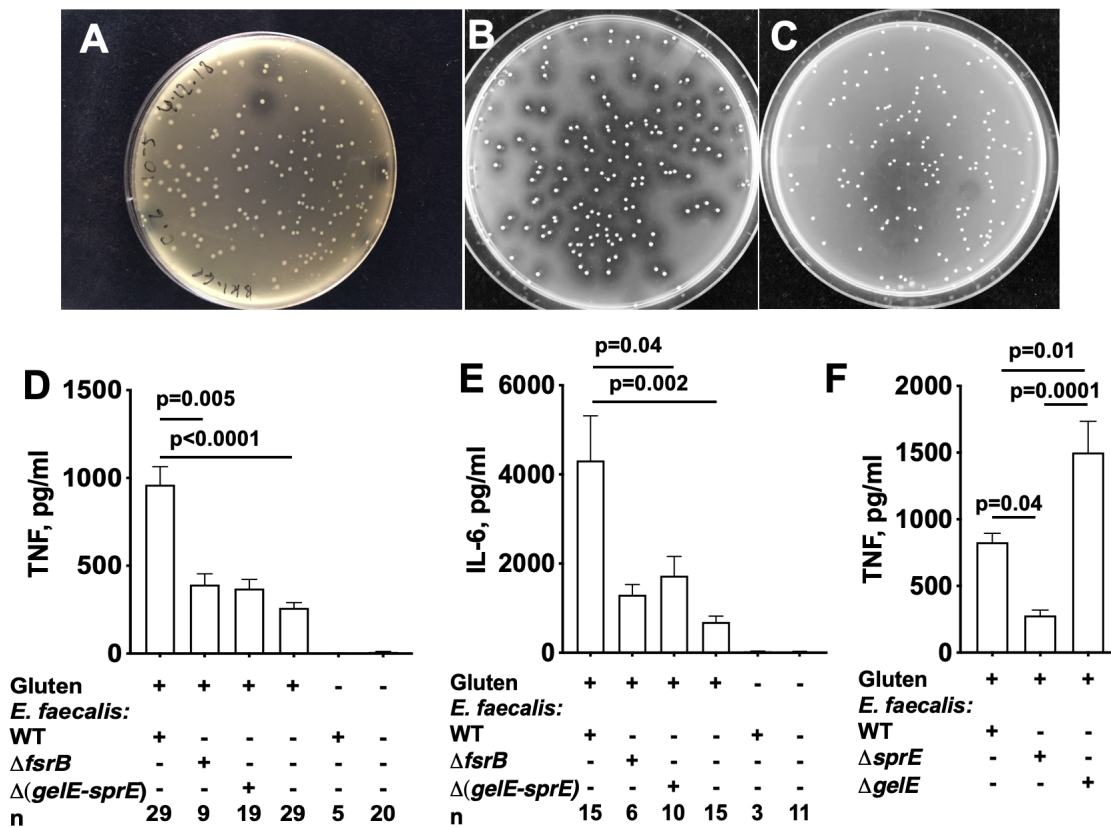 A
B
C
6-12-18
D
p=0.005
p<0.0001
TNF, pg/ml
1500
1000
500
0
Gluten + + + + - -
E. faecalis:
WT + - - - + -
ΔfsrB - + - - - -
Δ(gelE-sprE) - - + - - -
n 29 9 19 29 5 20
E
p=0.04
p=0.002
IL-6, pg/ml
6000
4000
2000
0
Gluten + + + + - -
E. faecalis:
WT + - - - + -
ΔfsrB - + - - - -
Δ(gelE-sprE) - - + - - -
n 15 6 10 15 3 11
F
p=0.01
p=0.0001
p=0.04
TNF, pg/ml
2000
1500
1000
500
0
Gluten + + +
E. faecalis:
WT + - -
ΔsprE - + -
ΔgelE - - +